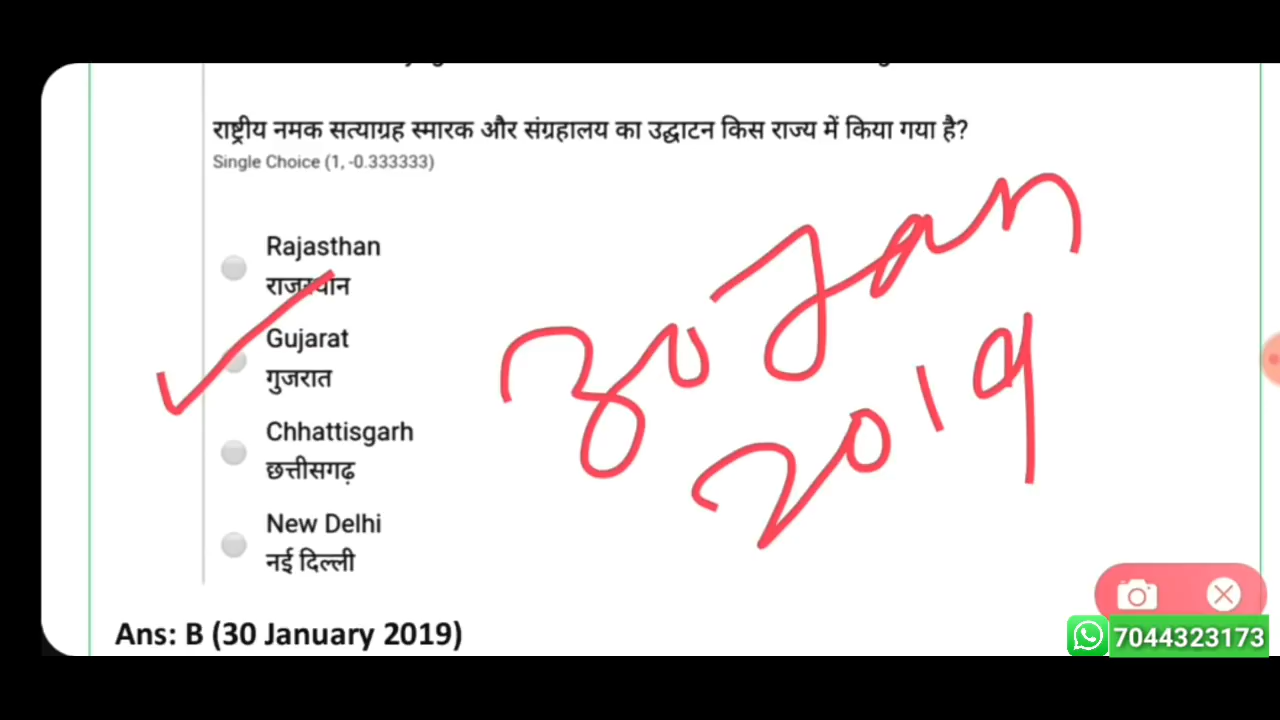 राष्ट्रीय नमक सत्याग्रह स्मारक और संग्रहालय का उद्घाटन किस राज्य में किया गया है?
Single Choice (1, -0.333333)
Rajasthan
राजस्थान
Gujarat
गुजरात
Chhattisgarh
छत्तीसगढ़
New Delhi
नई दिल्ली
30 Jan
2019
Ans: B (30 January 2019)
7044323173